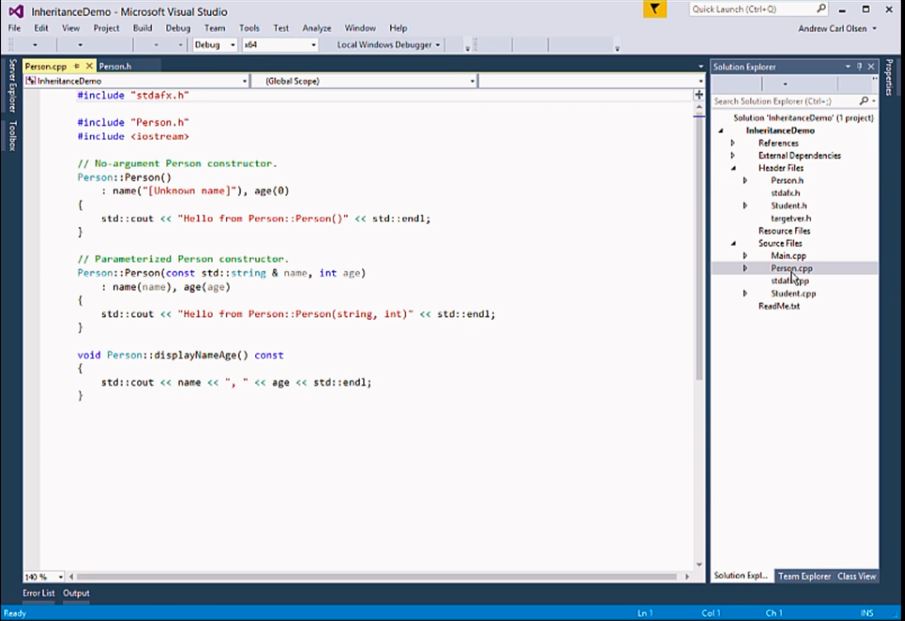 InheritanceDemo - Microsoft Visual Studio
Quick Launch (Ctrl+Q)
File Edit View Project Build Debug Team Tools Test Analyze Window Help
Andrew Carl Olsen
Debug x64 Local Windows Debugger
Server Explorer
Toolbox
Person.cpp Person.h
InheritanceDemo (Global Scope)
#include "stdafx.h"
#include "Person.h"
#include <iostream>
// No-argument Person constructor.
Person::Person()
: name("[Unknown name]"), age(0)
{
std::cout << "Hello from Person::Person()" << std::endl;
}
// Parameterized Person constructor.
Person::Person(const std::string & name, int age)
: name(name), age(age)
{
std::cout << "Hello from Person::Person(string, int)" << std::endl;
}
void Person::displayNameAge() const
{
std::cout << name << ", " << age << std::endl;
}
140 %
Solution Explorer
Search Solution Explorer (Ctrl+;)
Solution 'InheritanceDemo' (1 project)
InheritanceDemo
References
External Dependencies
Header Files
Person.h
stdafx.h
Student.h
targetver.h
Resource Files
Source Files
Main.cpp
Person.cpp
stdafx.cpp
Student.cpp
ReadMe.txt
Solution Expl... Team Explorer Class View
Properties
Error List Output
Ready Ln 1 Col 1 Ch 1 INS